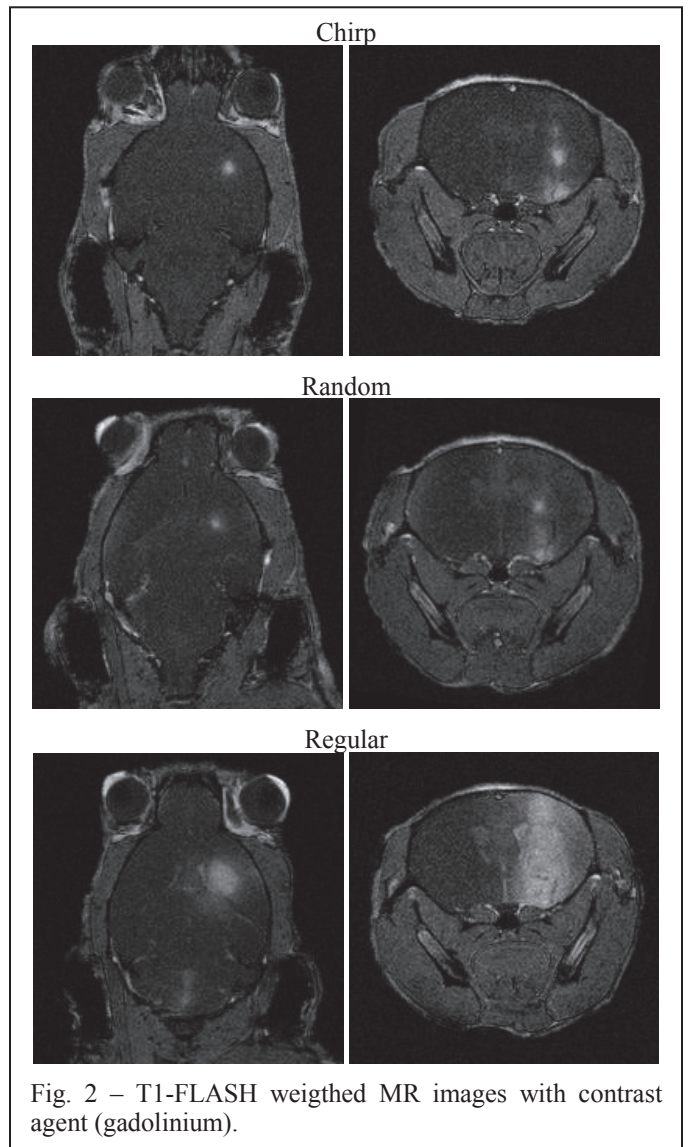 Chirp
Random
Regular
Fig. 2 – T1-FLASH weigthed MR images with contrast
agent (gadolinium).